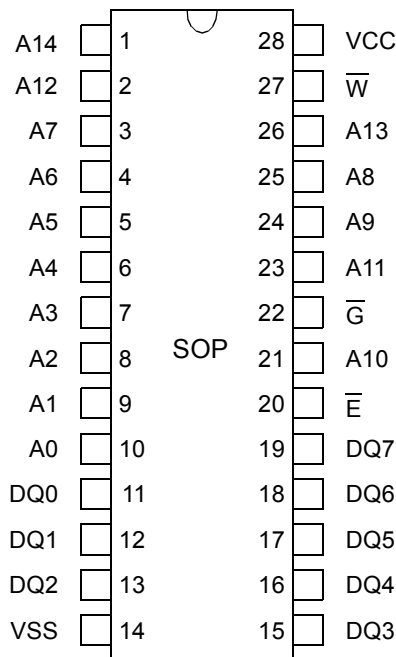 A14 1 28 VCC
A12 2 27 W̅
A7 3 26 A13
A6 4 25 A8
A5 5 24 A9
A4 6 23 A11
A3 7 22 G̅
SOP
A2 8 21 A10
A1 9 20 E̅
A0 10 19 DQ7
DQ0 11 18 DQ6
DQ1 12 17 DQ5
DQ2 13 16 DQ4
VSS 14 15 DQ3